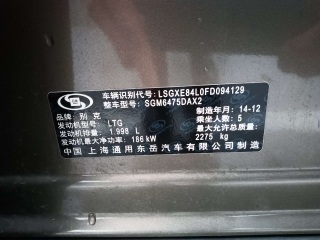 车辆识别代号: LSGXE84L0FD094129
整车型号: SGM6475DAX2
品牌: 别克
制造年月: 14-12
发动机型号: LTG
乘坐人数: 5
发动机排量: 1.998 L
最大允许总质量:
发动机最大净功率: 186 kW
2275 kg
中国上海通用东岳汽车有限公司制造